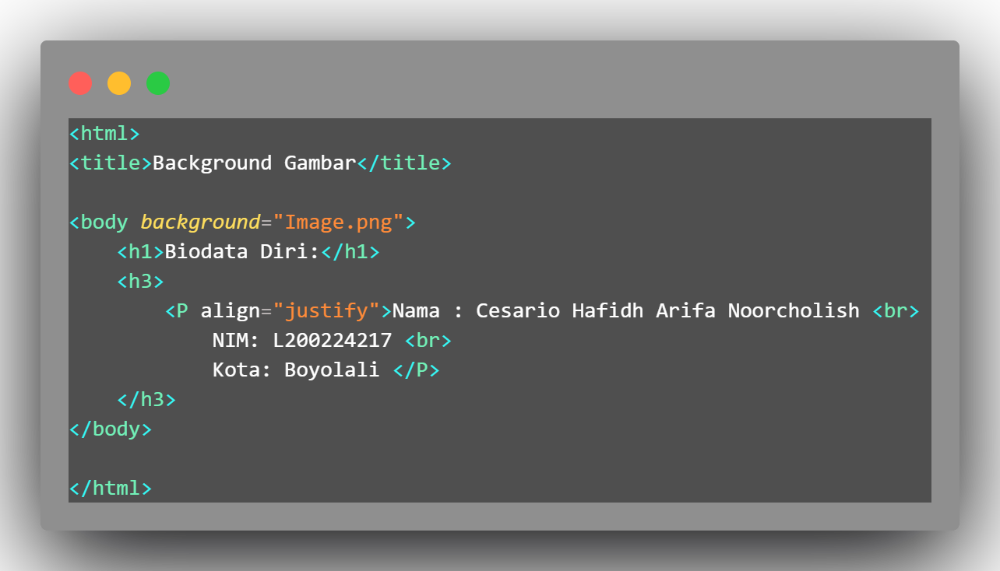 <html>
<title>Background Gambar</title>
<body background="Image.png">
<h1>Biodata Diri:</h1>
<h3>
<P align="justify">Nama : Cesario Hafidh Arifa Noorcholish <br>
NIM: L200224217 <br>
Kota: Boyolali </P>
</h3>
</body>
</html>